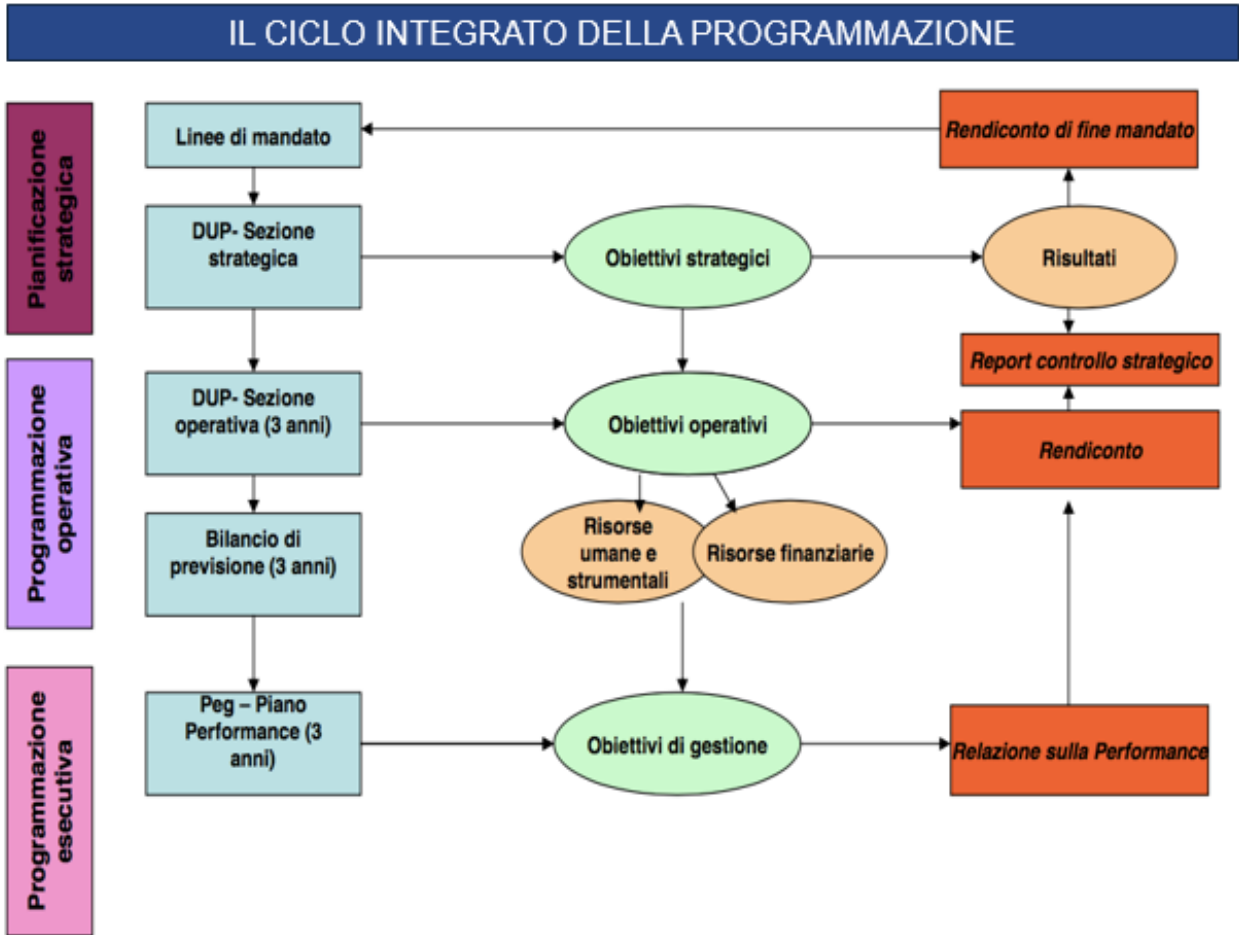 IL CICLO INTEGRATO DELLA PROGRAMMAZIONE
Pianificazione
strategica
Linee di mandato
Rendiconto di fine mandato
DUP- Sezione
strategica
Obiettivi strategici
Risultati
Report controllo strategico
Programmazione
operativa
DUP- Sezione
operativa (3 anni)
Obiettivi operativi
Rendiconto
Bilancio di
previsione (3 anni)
Risorse
umane e
strumentali
Risorse finanziarie
Programmazione
esecutiva
Peg – Piano
Performance (3
anni)
Obiettivi di gestione
Relazione sulla Performance